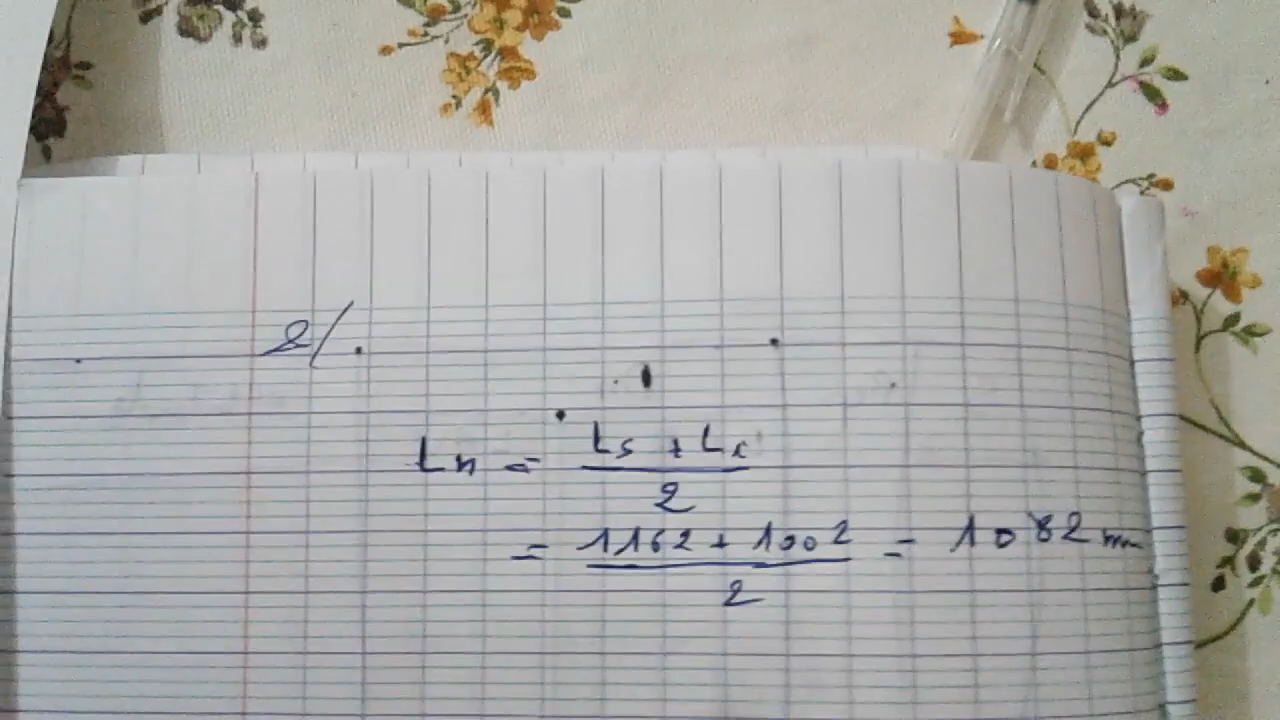 2/.
Ln = (Ls + Li) / 2
= (1162 + 1002) / 2 = 1082 mm